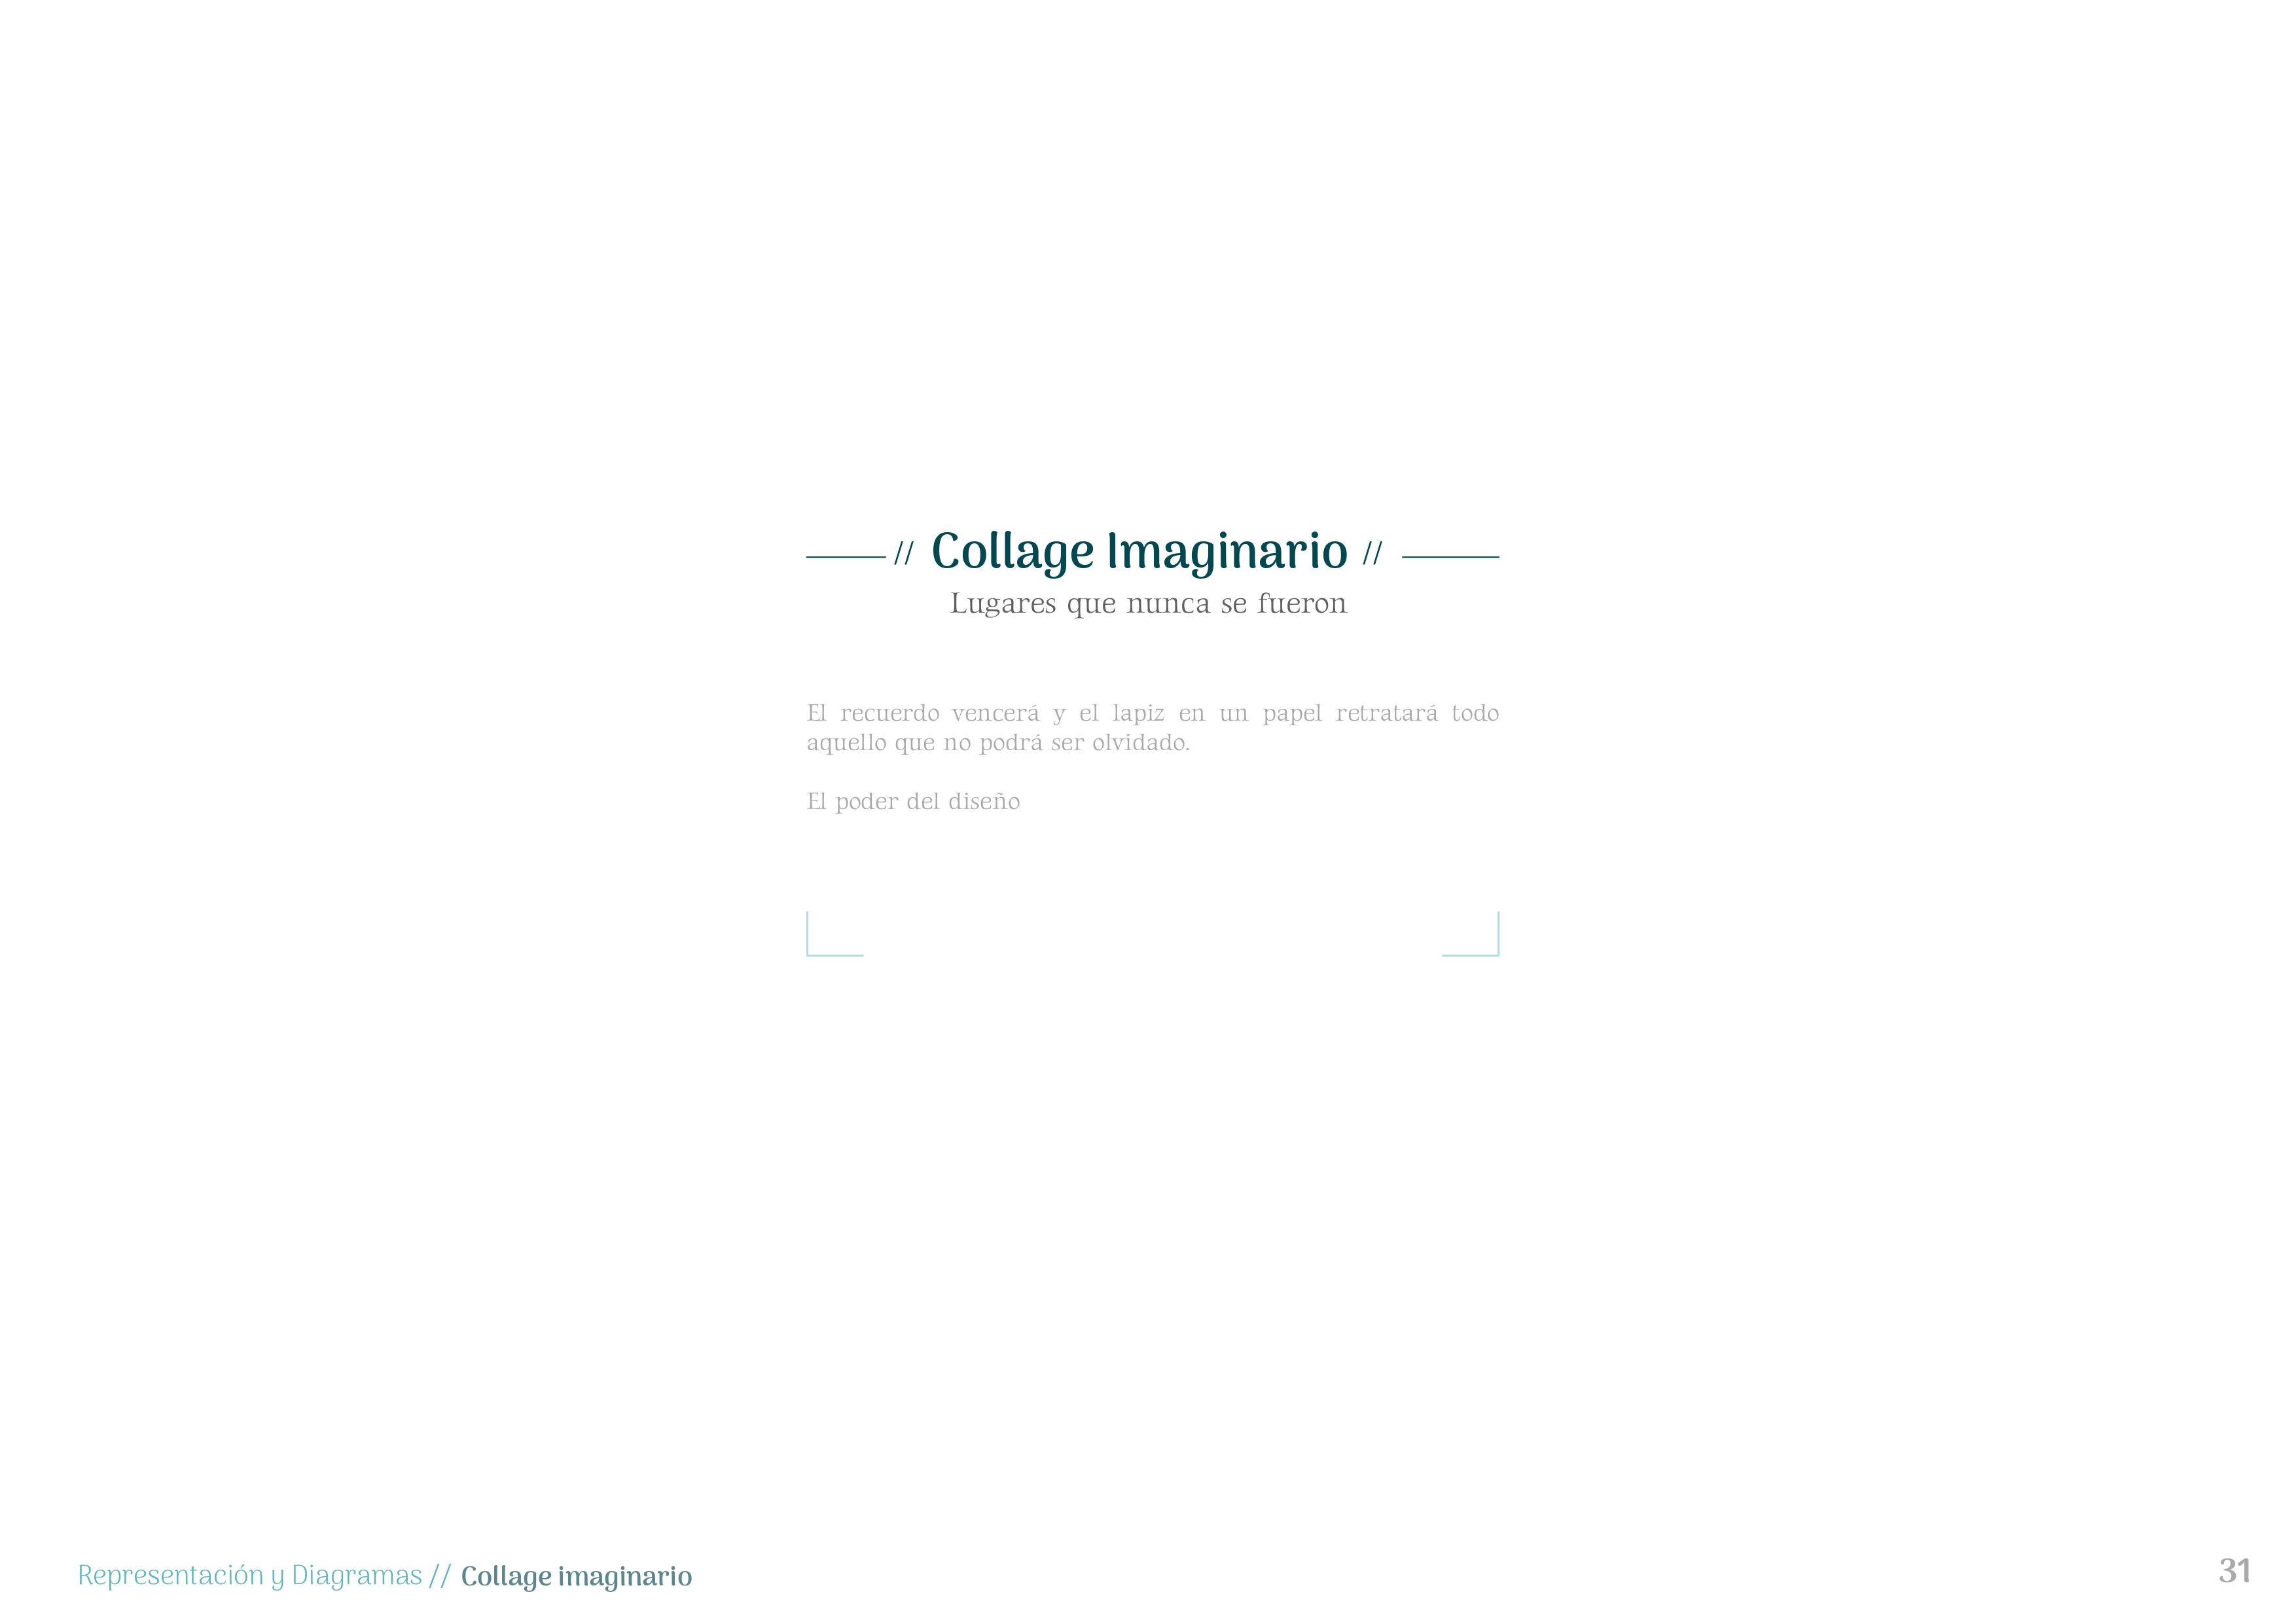 // Collage Imaginario //
Lugares que nunca se fueron
El recuerdo vencerá y el lapiz en un papel retratará todo
aquello que no podrá ser olvidado.
El poder del diseño
Representación y Diagramas // Collage imaginario
31